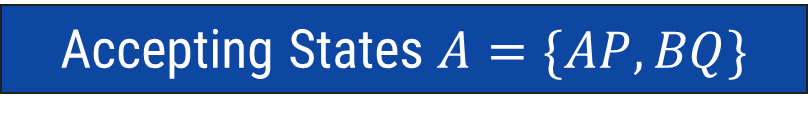 Accepting States A = {AP, BQ}